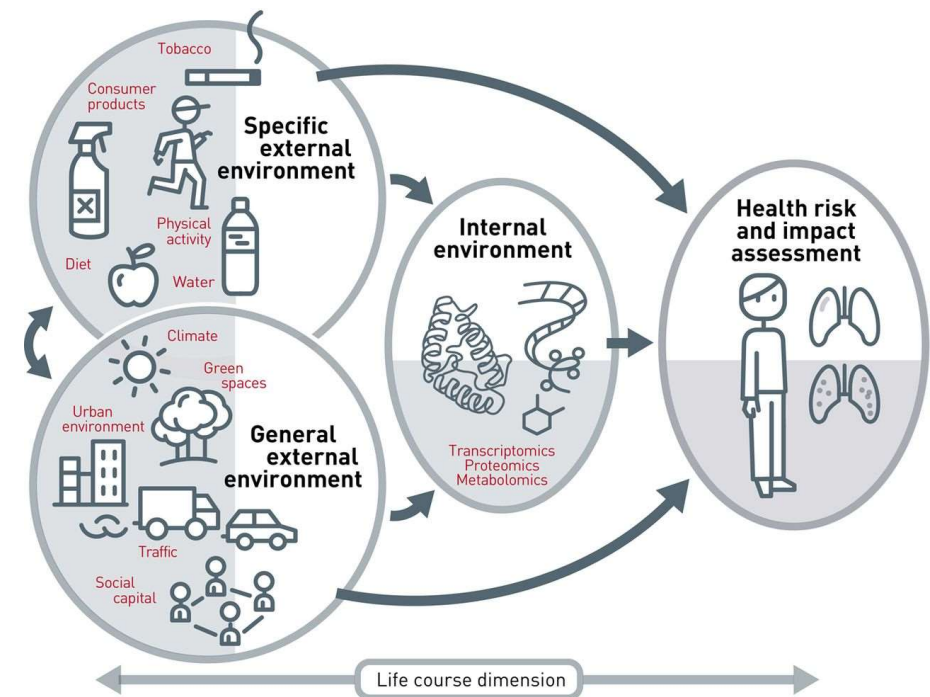 Tobacco
Consumer
products
Specific
external
environment
Physical
activity
Diet
Water
Climate
Green
spaces
Urban
environment
General
external
environment
Traffic
Social
capital
Internal
environment
Transcriptomics
Proteomics
Metabolomics
Health risk
and impact
assessment
Life course dimension